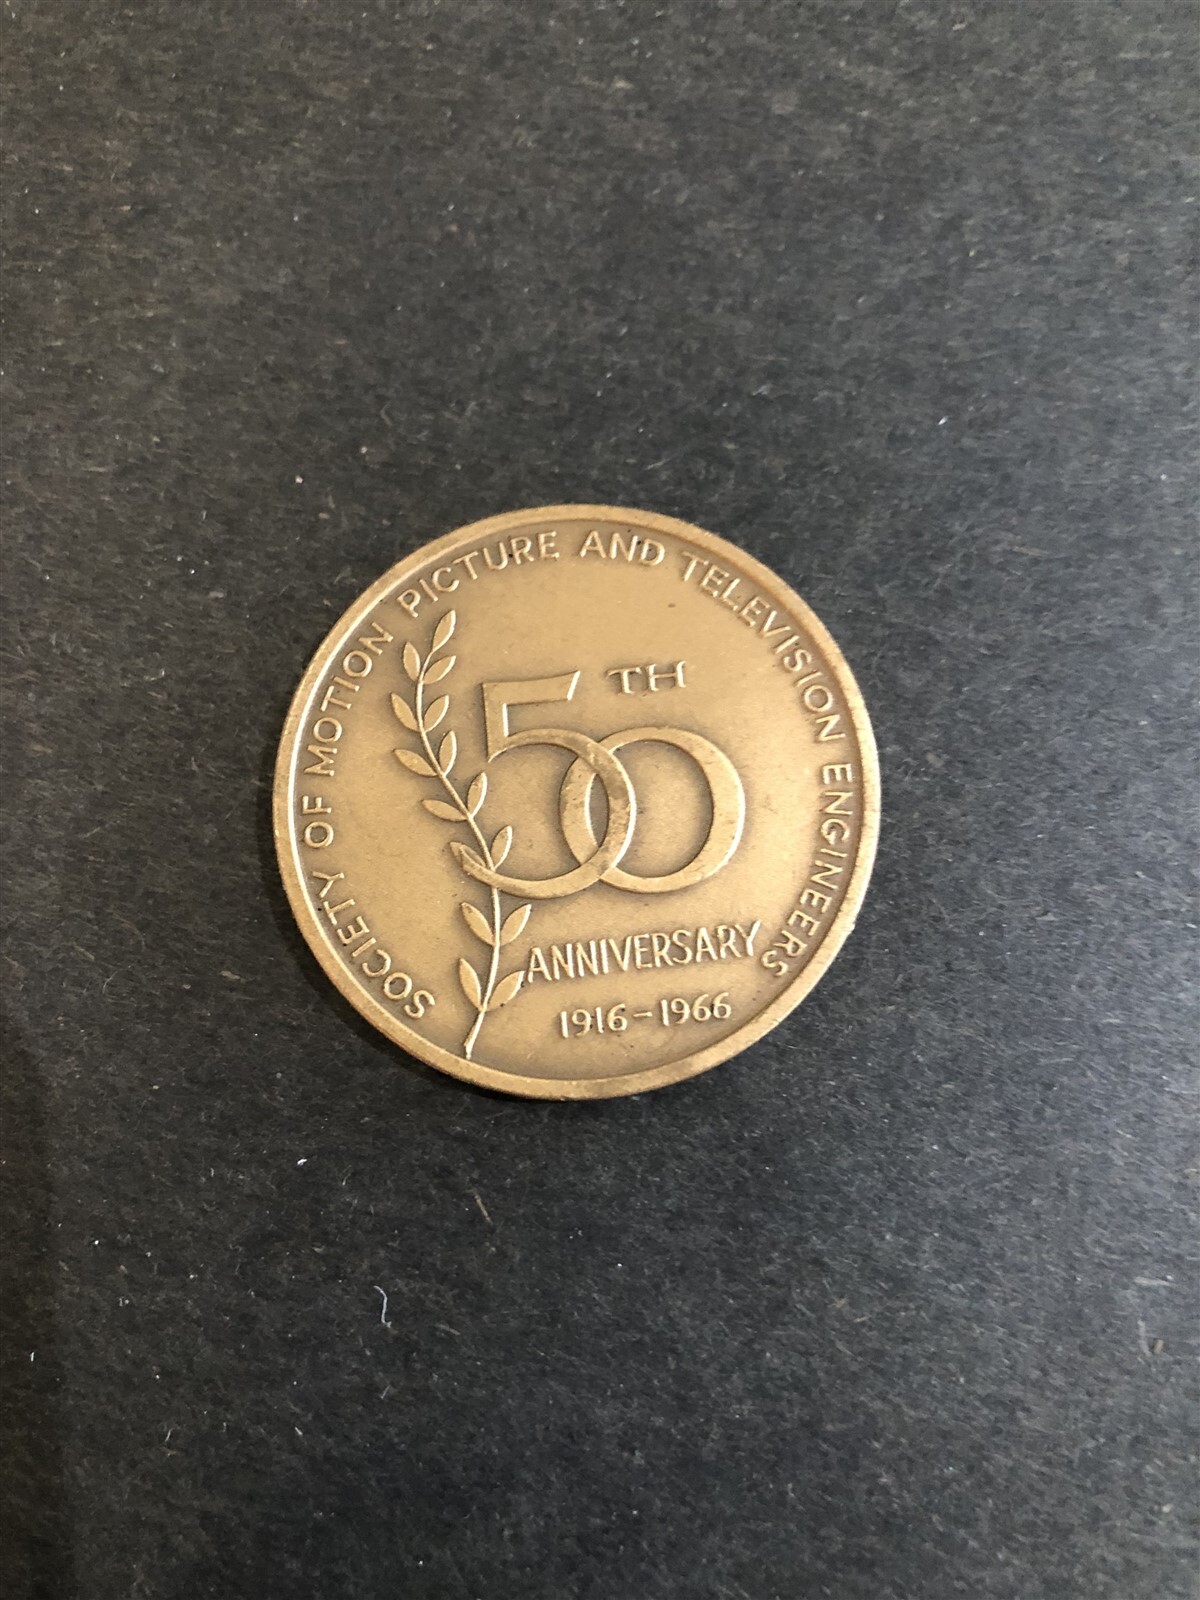 SOCIETY OF MOTION PICTURE AND TELEVISION ENGINEERS
50TH
ANNIVERSARY
1916-1966